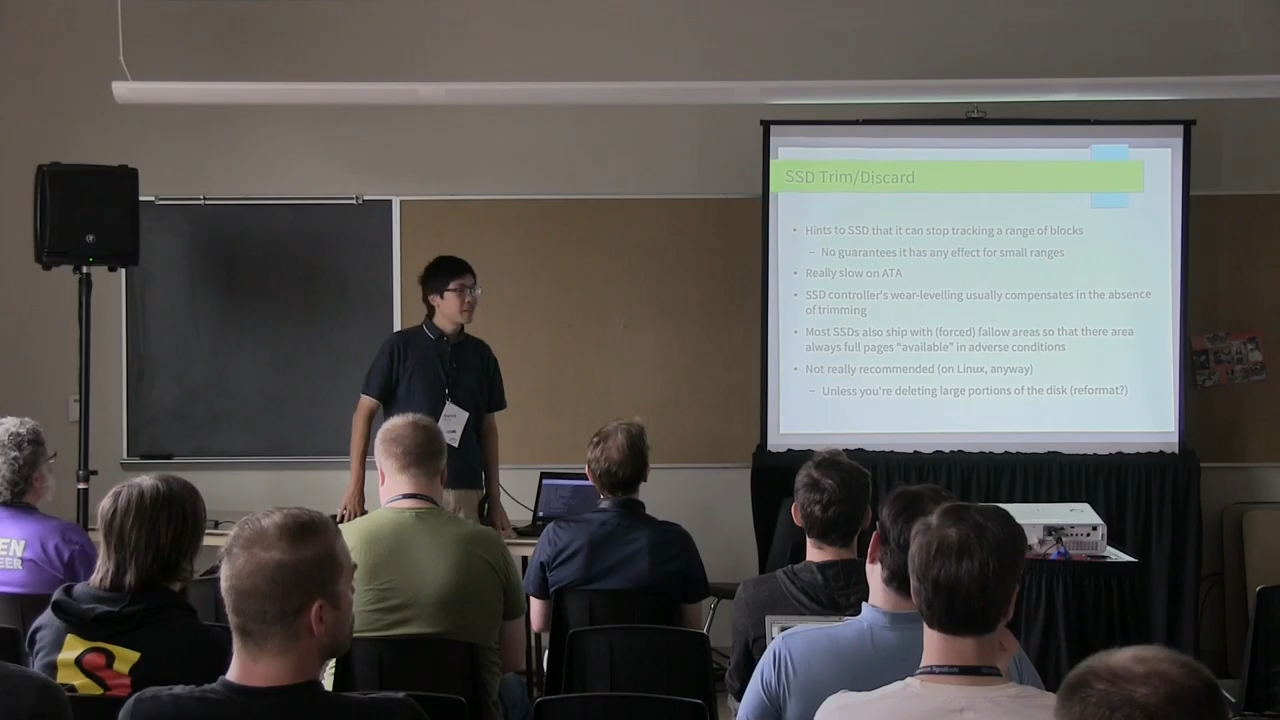 SSD Trim/Discard
• Hints to SSD that it can stop tracking a range of blocks
– No guarantees it has any effect for small ranges
• Really slow on ATA
• SSD controller's wear-levelling usually compensates in the absence
of trimming
• Most SSDs also ship with (forced) fallow areas so that there area
always full pages "available" in adverse conditions
• Not really recommended (on Linux, anyway)
– Unless you're deleting large portions of the disk (reformat?)
EN
EER